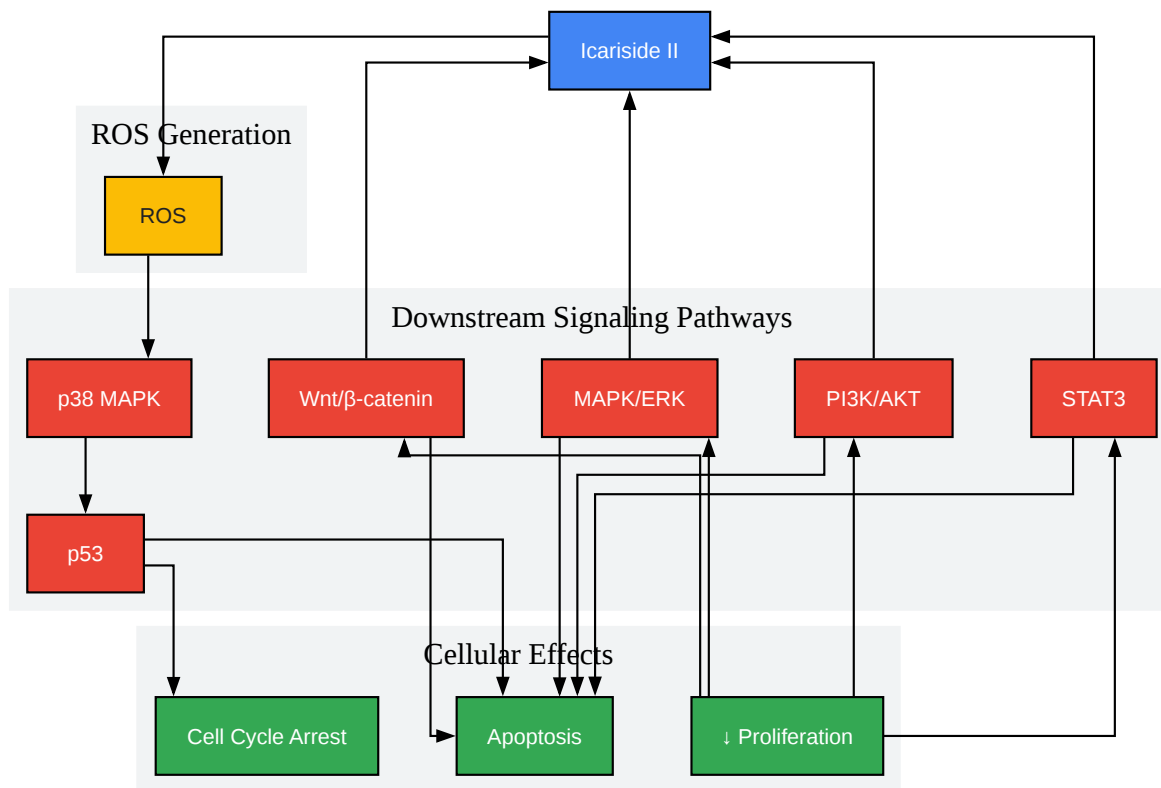 Icariside II
ROS Generation
ROS
Downstream Signaling Pathways
p38 MAPK
Wnt/β-catenin
MAPK/ERK
PI3K/AKT
STAT3
p53
Cellular Effects
Cell Cycle Arrest
Apoptosis
↓ Proliferation